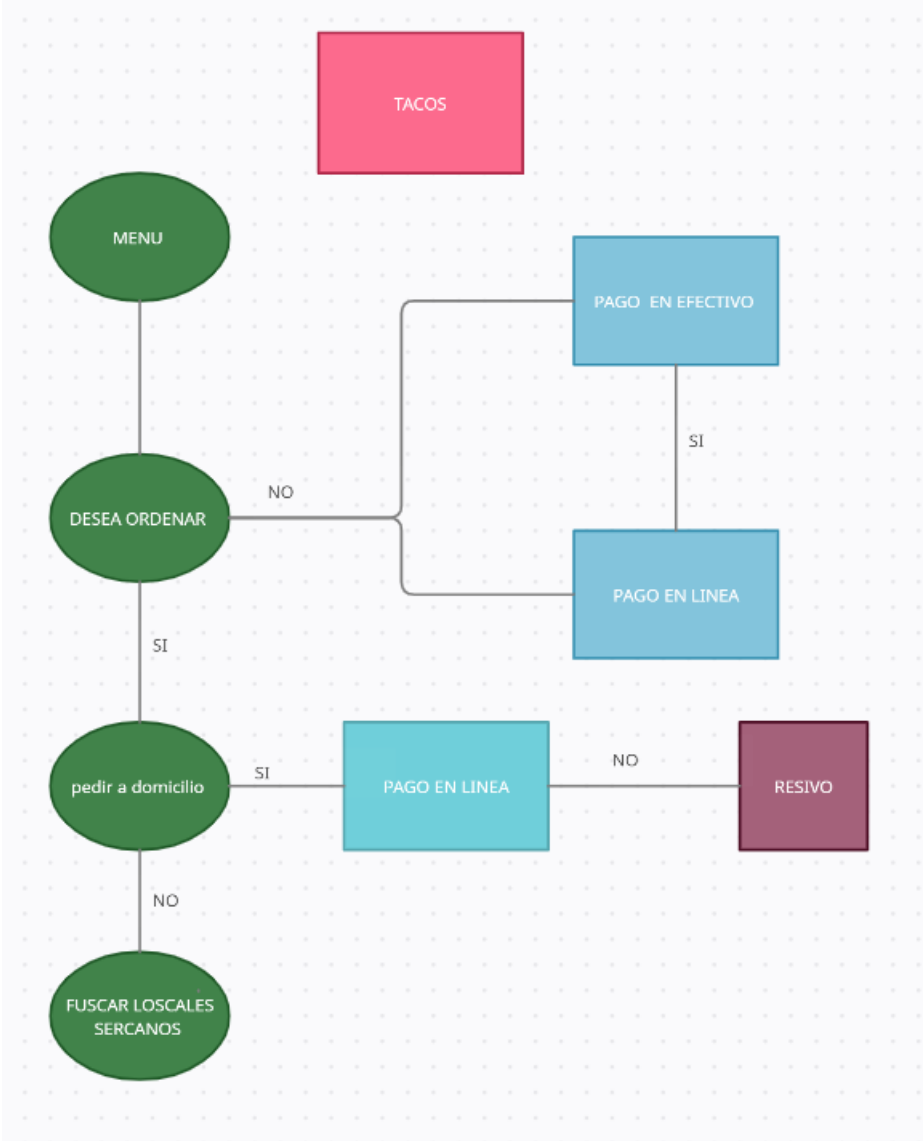 TACOS
MENU
PAGO EN EFECTIVO
SI
NO
DESEA ORDENAR
PAGO EN LINEA
SI
pedir a domicilio
SI
PAGO EN LINEA
NO
RESIVO
NO
FUSCAR LOSCALES
SERCANOS